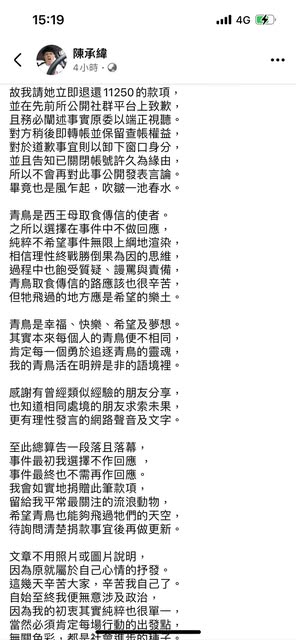 15:19
4G
陳承緯
4小時・
故我請她立即退還11250的款項，
並在先前所公開社群平台上致歉，
且務必闡述事實原委以端正視聽。
對方稍後即轉帳並保留查帳權益，
對於道歉事宜則以卸下窗口身分，
並且告知已關閉帳號許久為緣由，
所以不會再對此事公開發表言論。
畢竟也是風乍起，吹皺一池春水。
青鳥是西王母取食傳信的使者。
之所以選擇在事件中不做回應，
純粹不希望事件無限上綱地渲染，
相信理性終戰勝倒果為因的思維，
過程中也飽受質疑、謾罵與責備，
青鳥取食傳信的路應該也很辛苦，
但牠飛過的地方應是希望的樂土。
青鳥是幸福、快樂、希望及夢想。
其實本來每個人的青鳥便不相同，
肯定每一個勇於追逐青鳥的靈魂，
我的青鳥活在明辨是非的語境裡。
感謝有曾經類似經驗的朋友分享，
也知道相同處境的朋友求索未果，
更有理性發言的網路聲音及文字。
至此總算告一段落且落幕，
事件最初我選擇不作回應 ，
事件最終也不需再作回應。
我會如實地捐贈此筆款項，
留給我平常最關注的流浪動物，
希望青鳥也能夠飛過牠們的天空，
待詢問清楚捐款事宜後再做更新。
文章不用照片或圖片說明，
因為原就屬於自己心情的抒發。
這幾天辛苦大家，辛苦我自己了。
自始至終我便無意涉及政治，
因為我的初衷其實純粹也很單一，
當然必須肯定每場行動的出發點，
無關色彩，都是社會進步的種子。